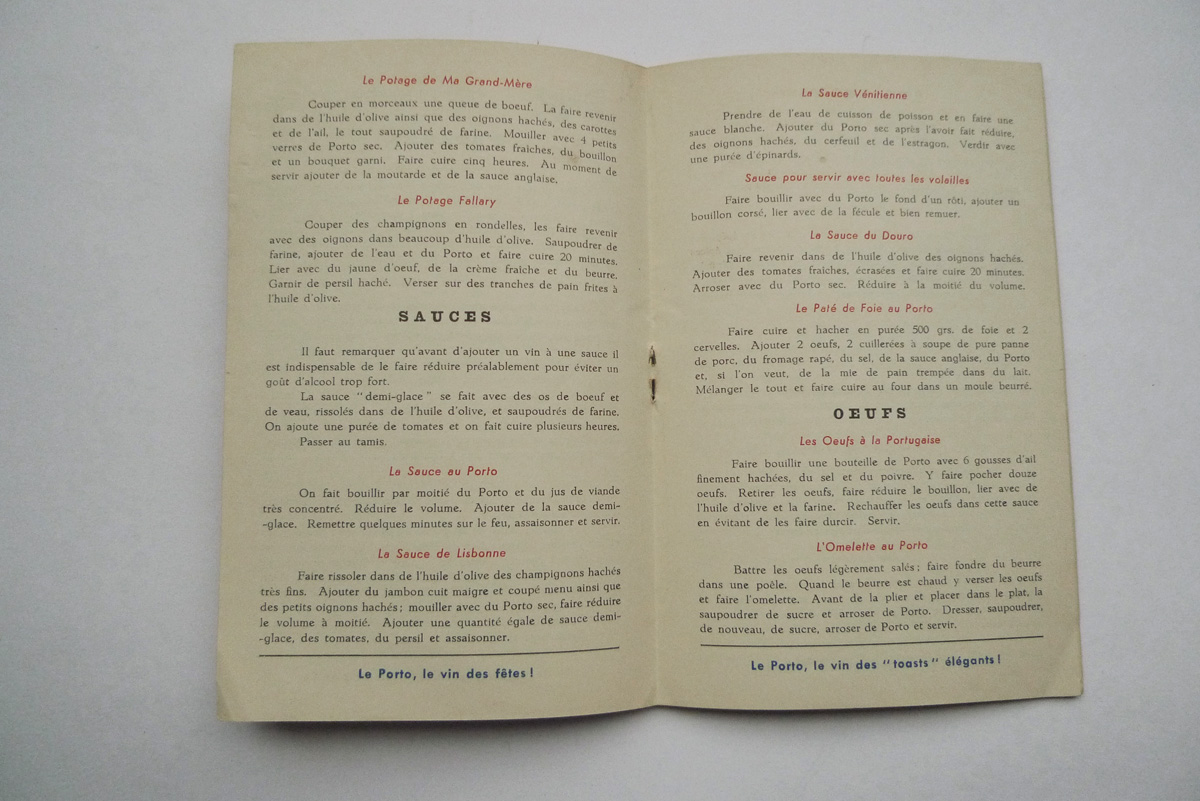 Le Potage de Ma Grand-Mère
Couper en morceaux une queue de boeuf. La faire revenir
dans de l'huile d'olive ainsi que des oignons hachés, des carottes
et de l'ail, le tout saupoudré de farine. Mouiller avec 4 petits
verres de Porto sec. Ajouter des tomates fraîches, du bouillon
et un bouquet garni. Faire cuire cinq heures. Au moment de
servir ajouter de la moutarde et de la sauce anglaise.
Le Potage Fallary
Couper des champignons en rondelles, les faire revenir
avec des oignons dans beaucoup d'huile d'olive. Saupoudrer de
farine, ajouter de l'eau et du Porto et faire cuire 20 minutes.
Lier avec du jaune d'oeuf, de la crème fraîche et du beurre.
Garnir de persil haché. Verser sur des tranches de pain frites à
l'huile d'olive.
SAUCES
Il faut remarquer qu'avant d'ajouter un vin à une sauce il
est indispensable de le faire réduire préalablement pour éviter un
goût d'alcool trop fort.
La sauce "demi-glace" se fait avec des os de boeuf et
de veau, rissolés dans de l'huile d'olive, et saupoudrés de farine.
On ajoute une purée de tomates et on fait cuire plusieurs heures.
Passer au tamis.
La Sauce au Porto
On fait bouillir par moitié du Porto et du jus de viande
très concentré. Réduire le volume. Ajouter de la sauce demi-
-glace. Remettre quelques minutes sur le feu, assaisonner et servir.
La Sauce de Lisbonne
Faire rissoler dans de l'huile d'olive des champignons hachés
très fins. Ajouter du jambon cuit maigre et coupé menu ainsi que
des petits oignons hachés; mouiller avec du Porto sec, faire réduire
le volume à moitié. Ajouter une quantité égale de sauce demi-
-glace, des tomates, du persil et assaisonner.
Le Porto, le vin des fêtes!
La Sauce Vénitienne
Prendre de l'eau de cuisson de poisson et en faire une
sauce blanche. Ajouter du Porto sec après l'avoir fait réduire,
des oignons hachés, du cerfeuil et de l'estragon. Verdir avec
une purée d'épinards.
Sauce pour servir avec toutes les volailles
Faire bouillir avec du Porto le fond d'un rôti, ajouter un
bouillon corsé, lier avec de la fécule et bien remuer.
La Sauce du Douro
Faire revenir dans de l'huile d'olive des oignons hachés.
Ajouter des tomates fraîches, écrasées et faire cuire 20 minutes.
Arroser avec du Porto sec. Réduire à la moitié du volume.
Le Paté de Foie au Porto
Faire cuire et hacher en purée 500 grs. de foie et 2
cervelles. Ajouter 2 oeufs, 2 cuillerées à soupe de pure panne
de porc, du fromage rapé, du sel, de la sauce anglaise, du Porto
et, si l'on veut, de la mie de pain trempée dans du lait.
Mélanger le tout et faire cuire au four dans un moule beurré.
OEUFS
Les Oeufs à la Portugaise
Faire bouillir une bouteille de Porto avec 6 gousses d'ail
finement hachées, du sel et du poivre. Y faire pocher douze
oeufs. Retirer les oeufs, faire réduire le bouillon, lier avec de
l'huile d'olive et la farine. Rechauffer les oeufs dans cette sauce
en évitant de les faire durcir. Servir.
L'Omelette au Porto
Battre les oeufs légèrement salés; faire fondre du beurre
dans une poêle. Quand le beurre est chaud y verser les oeufs
et faire l'omelette. Avant de la plier et placer dans le plat, la
saupoudrer de sucre et arroser de Porto. Dresser, saupoudrer,
de nouveau, de sucre, arroser de Porto et servir.
Le Porto, le vin des "toasts" élégants!